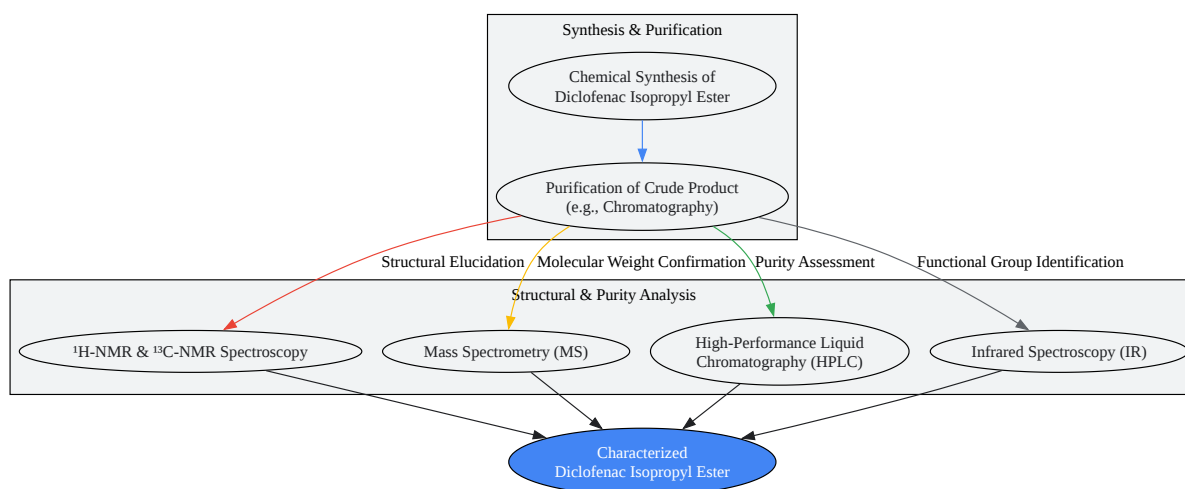 Synthesis & Purification
Chemical Synthesis of
Diclofenac Isopropyl Ester
Purification of Crude Product
(e.g., Chromatography)
Structural Elucidation
Molecular Weight Confirmation
Purity Assessment
Functional Group Identification
Structural & Purity Analysis
¹H-NMR & ¹³C-NMR Spectroscopy
Mass Spectrometry (MS)
High-Performance Liquid
Chromatography (HPLC)
Infrared Spectroscopy (IR)
Characterized
Diclofenac Isopropyl Ester